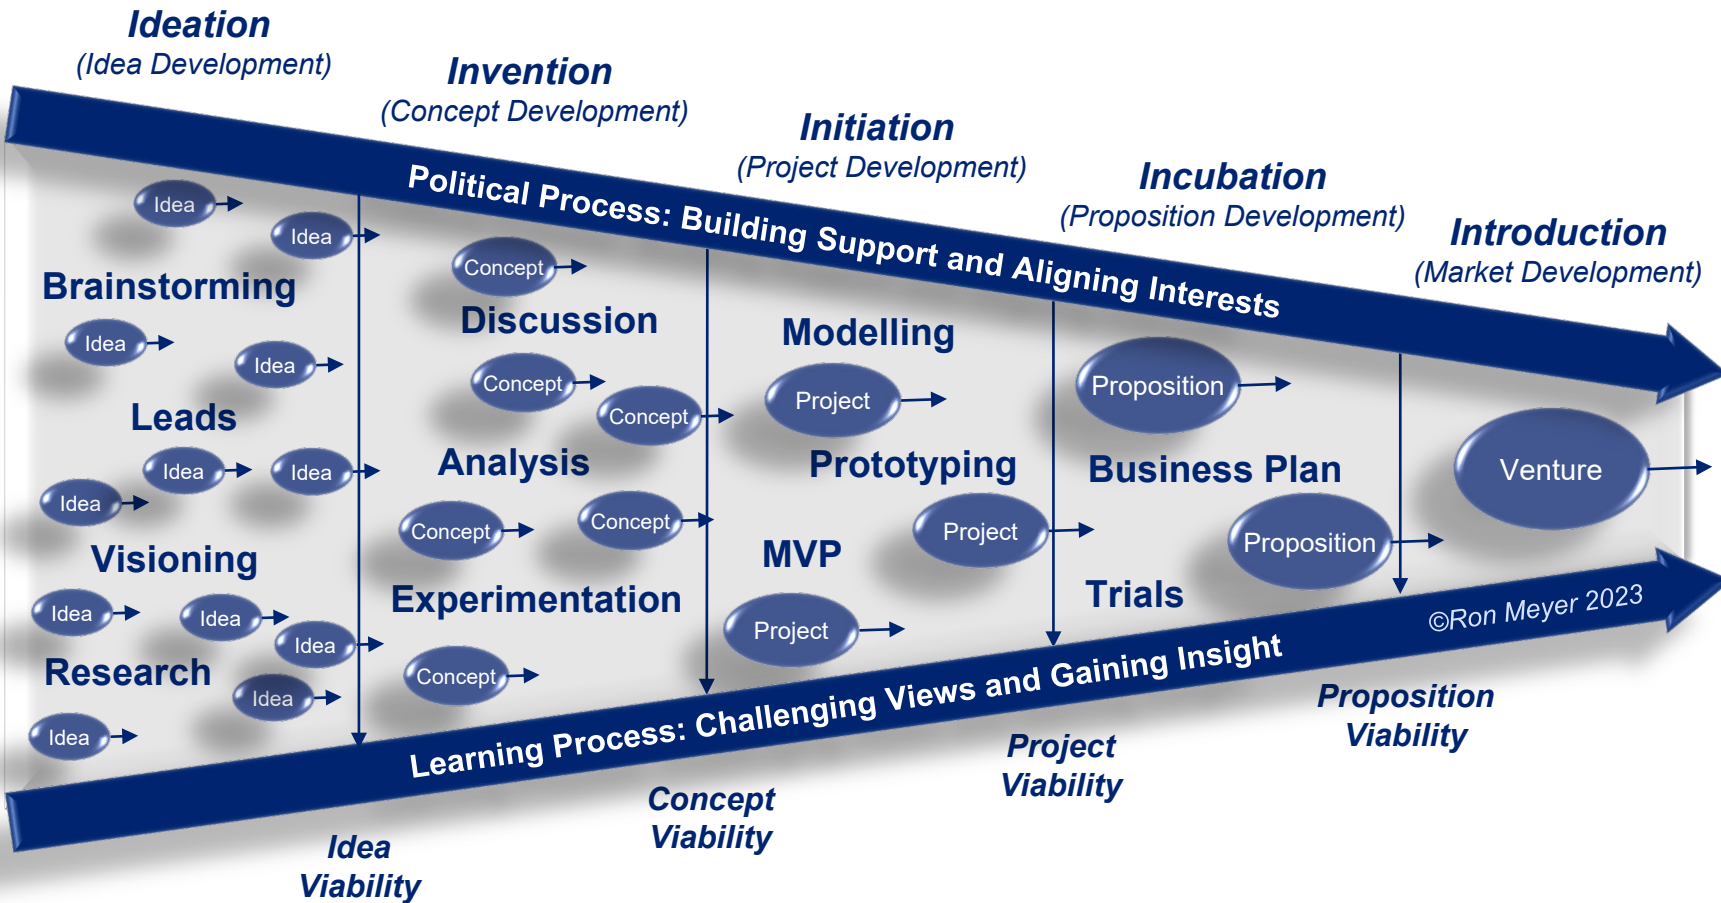 Ideation
(Idea Development)
Invention
(Concept Development)
Initiation
(Project Development)
Incubation
(Proposition Development)
Introduction
(Market Development)
Political Process: Building Support and Aligning Interests
Idea
Idea
Brainstorming
Idea
Idea
Leads
Idea
Idea
Idea
Visioning
Idea
Idea
Idea
Research
Idea
Idea
Concept
Discussion
Concept
Concept
Analysis
Concept
Concept
Experimentation
Concept
Modelling
Project
Prototyping
Project
MVP
Project
Proposition
Business Plan
Proposition
Trials
Venture
Learning Process: Challenging Views and Gaining Insight
©Ron Meyer 2023
Idea
Viability
Concept
Viability
Project
Viability
Proposition
Viability